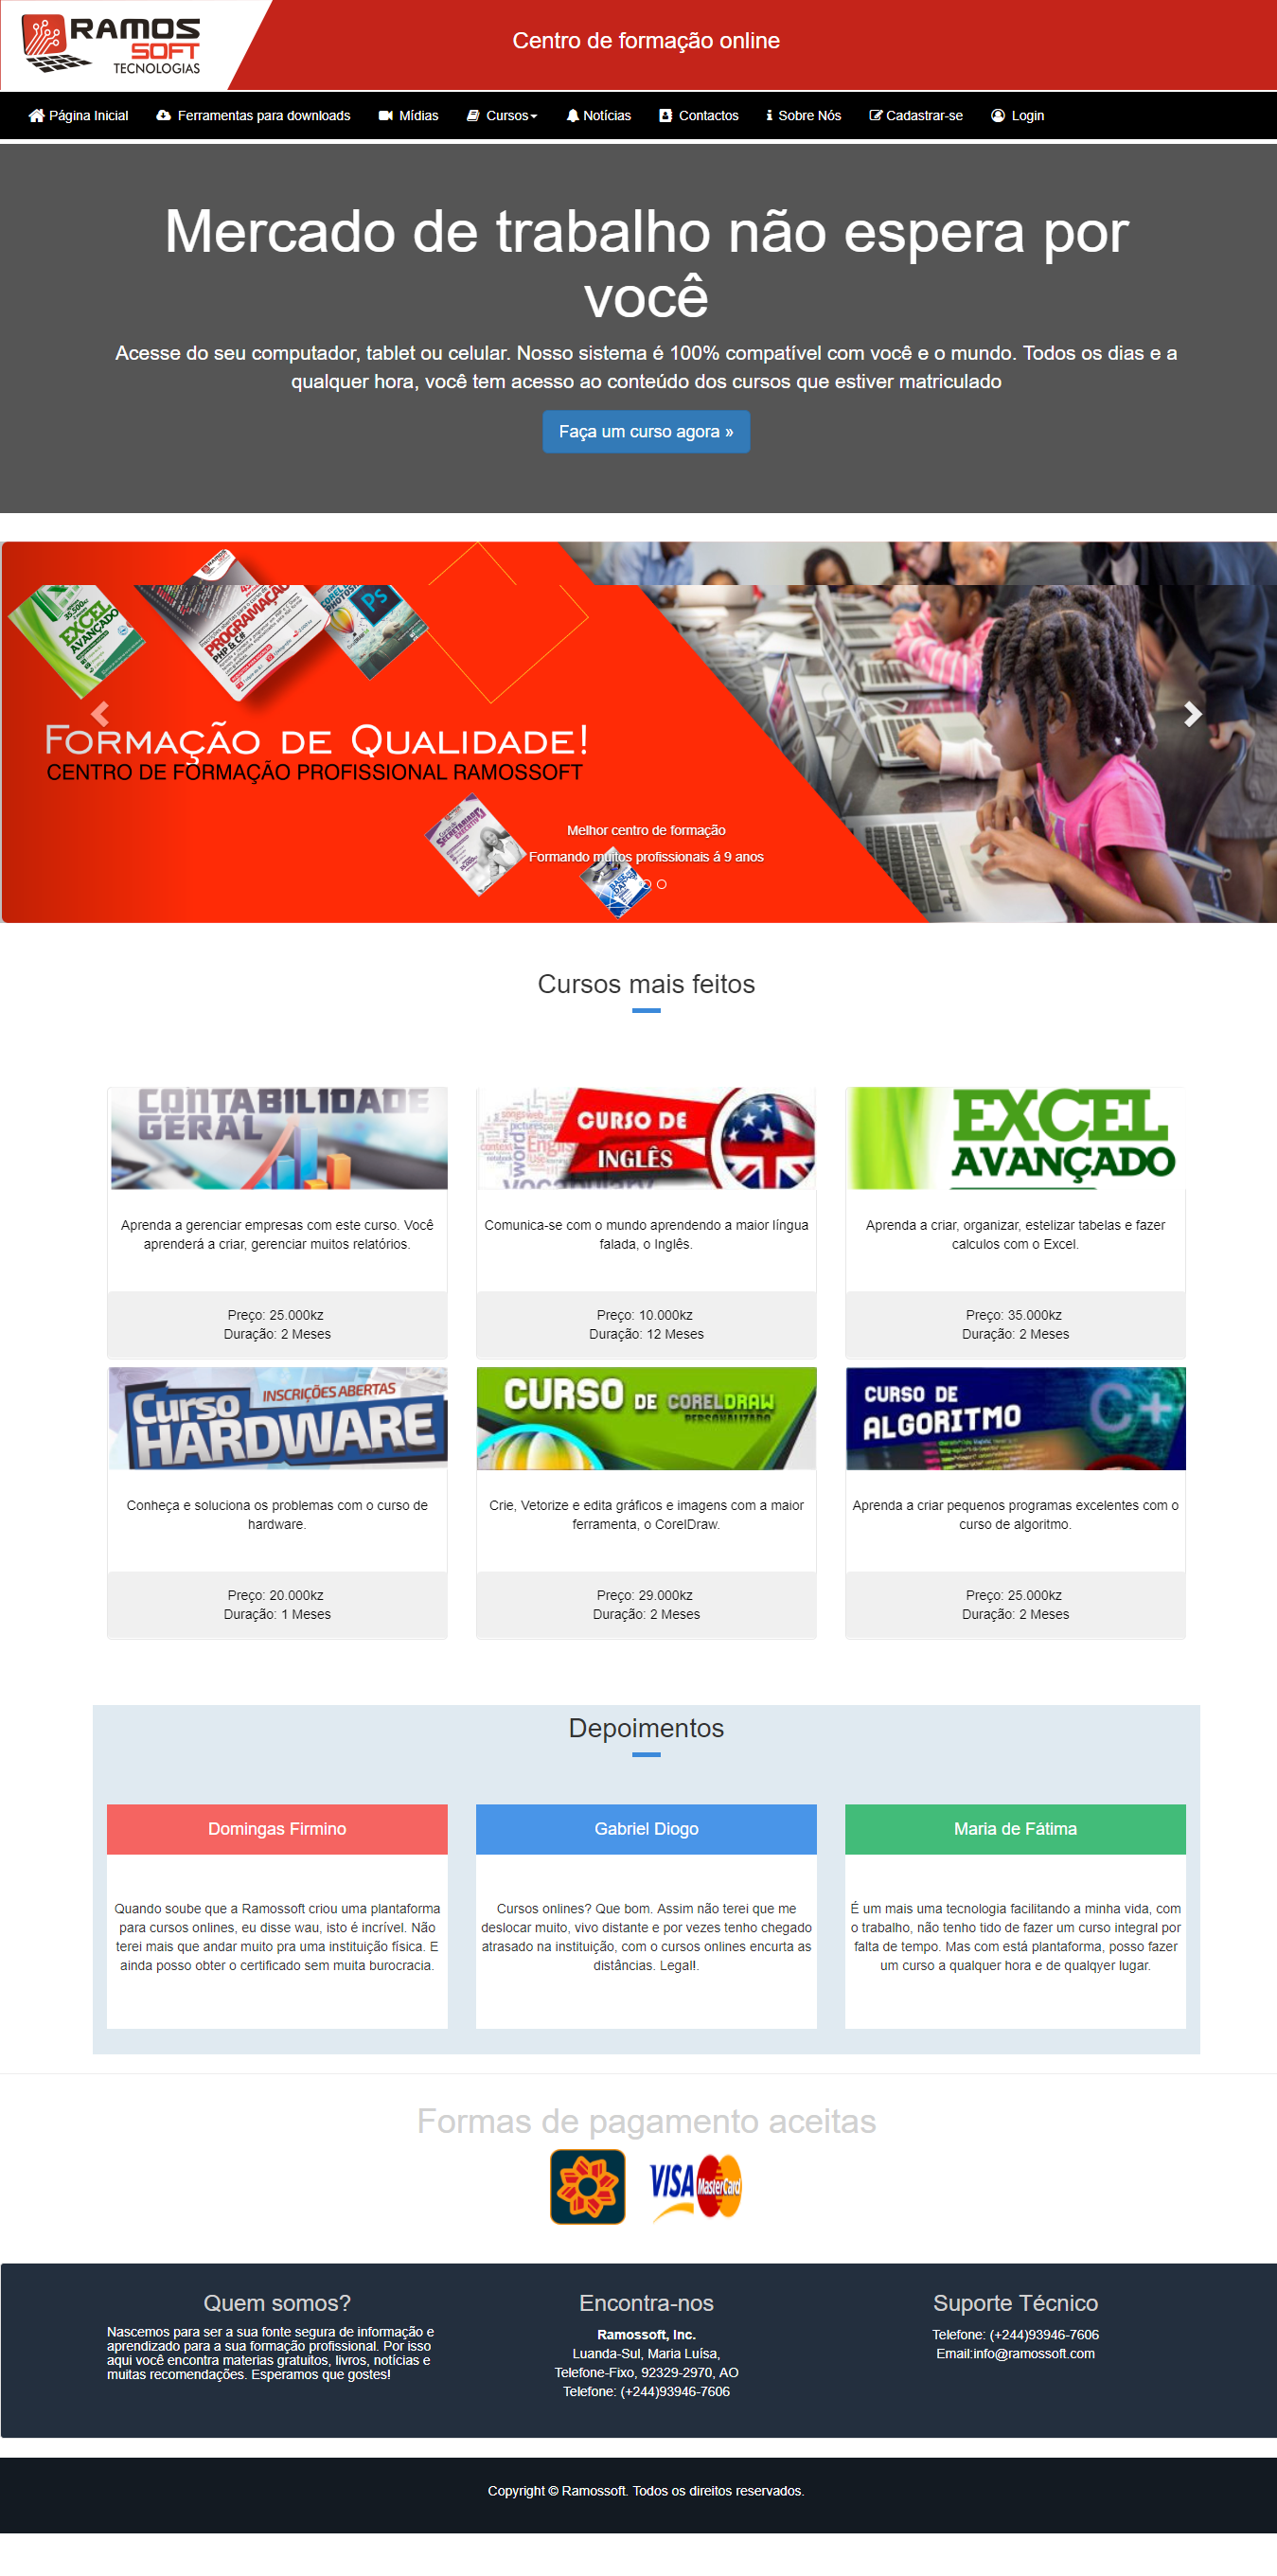 RAMOS
SOFT
TECNOLOGIAS
Centro de formação online
Página Inicial
Ferramentas para downloads
Mídias
Cursos
Notícias
Contactos
Sobre Nós
Cadastrar-se
Login
Mercado de trabalho não espera por
você
Acesse do seu computador, tablet ou celular. Nosso sistema é 100% compatível com você e o mundo. Todos os dias e a
qualquer hora, você tem acesso ao conteúdo dos cursos que estiver matriculado
Faça um curso agora »
35.500kz
EXCEL
AVANÇADO
PROGRAMAÇÃO
PHP & C#
Ps
Formação de Qualidade!
CENTRO DE FORMAÇÃO PROFISSIONAL RAMOSSOFT
SECRETARIADO
EXECUTIVO
BASE DE
DADOS
Melhor centro de formação
Formando muitos profissionais á 9 anos
Cursos mais feitos
CONTABILIDADE
GERAL
CURSO DE
INGLÊS
vocabulary
EXCEL
AVANÇADO
Aprenda a gerenciar empresas com este curso. Você
aprenderá a criar, gerenciar muitos relatórios.
Comunica-se com o mundo aprendendo a maior língua
falada, o Inglês.
Aprenda a criar, organizar, estelizar tabelas e fazer
calculos com o Excel.
Preço: 25.000kz
Duração: 2 Meses
Preço: 10.000kz
Duração: 12 Meses
Preço: 35.000kz
Duração: 2 Meses
INSCRIÇÕES ABERTAS
Curso
HARDWARE
CURSO DE CORELDRAW
PERSONALIZADO
CURSO DE
ALGORITMO
C+
Conheça e soluciona os problemas com o curso de
hardware.
Crie, Vetorize e edita gráficos e imagens com a maior
ferramenta, o CorelDraw.
Aprenda a criar pequenos programas excelentes com o
curso de algoritmo.
Preço: 20.000kz
Duração: 1 Meses
Preço: 29.000kz
Duração: 2 Meses
Preço: 25.000kz
Duração: 2 Meses
Depoimentos
Domingas Firmino
Quando soube que a Ramossoft criou uma plantaforma
para cursos onlines, eu disse wau, isto é incrível. Não
terei mais que andar muito pra uma instituição física. E
ainda posso obter o certificado sem muita burocracia.
Gabriel Diogo
Cursos onlines? Que bom. Assim não terei que me
deslocar muito, vivo distante e por vezes tenho chegado
atrasado na instituição, com o cursos onlines encurta as
distâncias. Legal!.
Maria de Fátima
É um mais uma tecnologia facilitando a minha vida, com
o trabalho, não tenho tido de fazer um curso integral por
falta de tempo. Mas com está plantaforma, posso fazer
um curso a qualquer hora e de qualqyer lugar.
Formas de pagamento aceitas
VISA
MasterCard
Quem somos?
Nascemos para ser a sua fonte segura de informação e
aprendizado para a sua formação profissional. Por isso
aqui você encontra materias gratuitos, livros, notícias e
muitas recomendações. Esperamos que gostes!
Encontra-nos
Ramossoft, Inc.
Luanda-Sul, Maria Luísa,
Telefone-Fixo, 92329-2970, AO
Telefone: (+244)93946-7606
Suporte Técnico
Telefone: (+244)93946-7606
Email:info@ramossoft.com
Copyright © Ramossoft. Todos os direitos reservados.